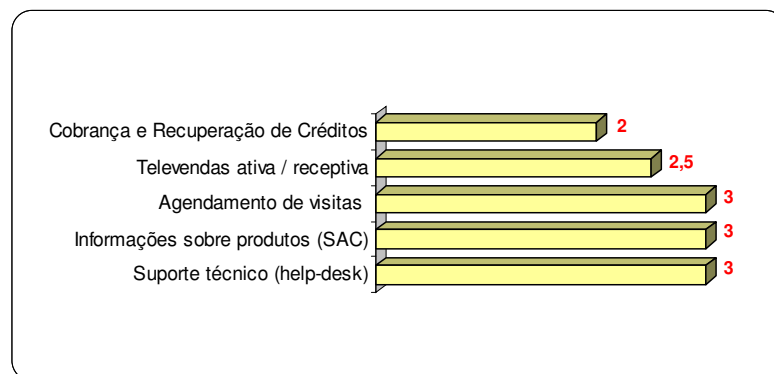 Cobrança e Recuperação de Créditos 2
Televendas ativa / receptiva 2,5
Agendamento de visitas 3
Informações sobre produtos (SAC) 3
Suporte técnico (help-desk) 3